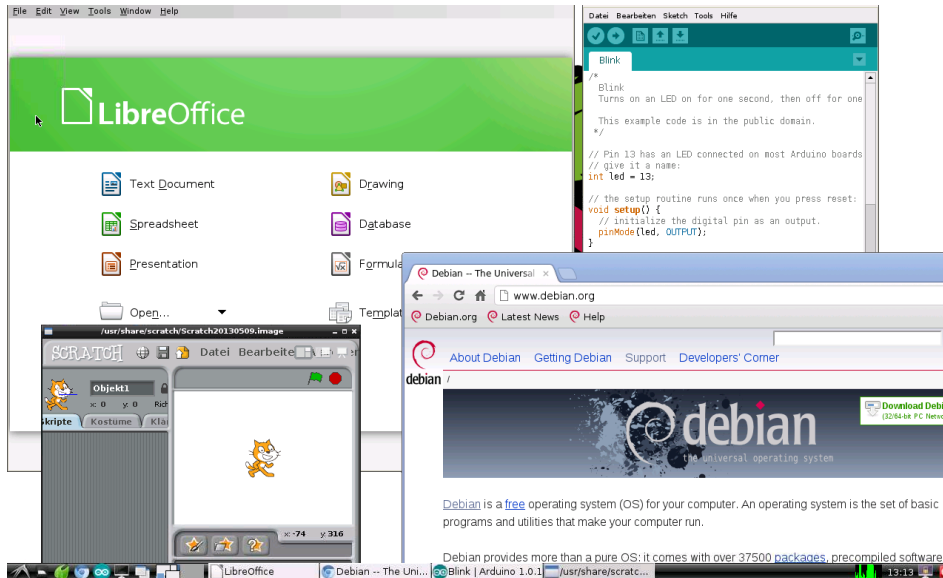 File Edit View Tools Window Help
LibreOffice
Text Document
Drawing
Spreadsheet
Database
Presentation
Formula
Open...
Templat
Datei Bearbeiten Sketch Tools Hilfe
Blink
/*
Blink
Turns on an LED on for one second, then off for one
This example code is in the public domain.
*/
// Pin 13 has an LED connected on most Arduino boards
// give it a name:
int led = 13;
// the setup routine runs once when you press reset:
void setup() {
// initialize the digital pin as an output.
pinMode(led, OUTPUT);
}
Debian -- The Universal
www.debian.org
Debian.org Latest News Help
debian
About Debian Getting Debian Support Developers' Corner
/
debian
the universal operating system
Download Debi
(32/64-bit PC Netwo
Debian is a free operating system (OS) for your computer. An operating system is the set of basic
programs and utilities that make your computer run.
Debian provides more than a pure OS: it comes with over 37500 packages, precompiled software
/usr/share/scratch/Scratch20130509.image
SCRATCH Datei Bearbeite
Objekt1
x: 0 y: 0 Rich
Skripte Kostüme Klä
x: -74 y: 316
LibreOffice
Debian -- The Uni...
Blink | Arduino 1.0.1
/usr/share/scratc...
13:13